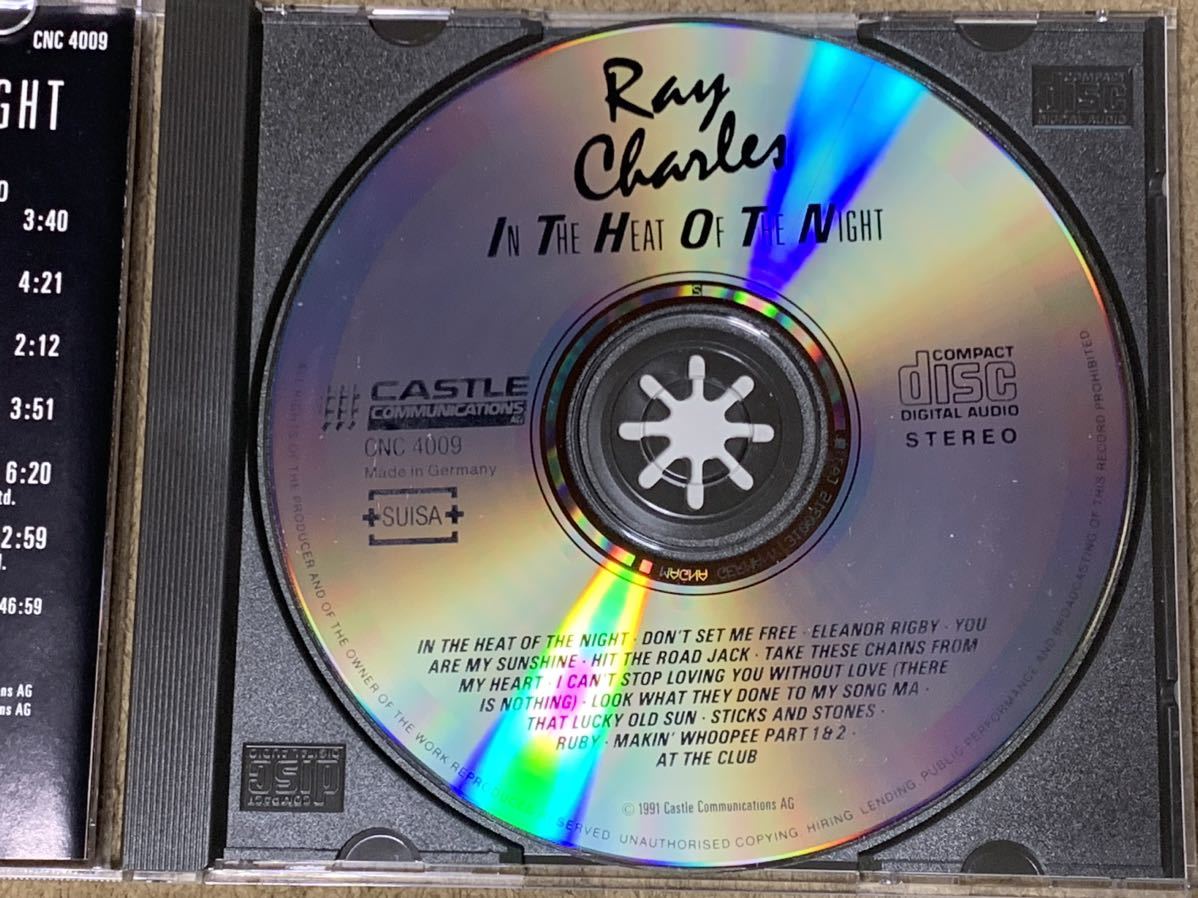 CNC 4009
GHT
3:40
4:21
2:12
3:51
6:20
td.
2:59
46:59
ns AG
ns AG
Ray
Charles
IN THE HEAT OF THE NIGHT
CASTLE
COMMUNICATIONS
AG
CNC 4009
Made in Germany
SUISA
COMPACT
disc
DIGITAL AUDIO
STEREO
COMPACT
disc
DIGITAL AUDIO
IN THE HEAT OF THE NIGHT · DON'T SET ME FREE · ELEANOR RIGBY · YOU
ARE MY SUNSHINE · HIT THE ROAD JACK · TAKE THESE CHAINS FROM
MY HEART · I CAN'T STOP LOVING YOU WITHOUT LOVE (THERE
IS NOTHING) · LOOK WHAT THEY DONE TO MY SONG MA ·
THAT LUCKY OLD SUN · STICKS AND STONES ·
RUBY · MAKIN' WHOOPEE PART 1 & 2 ·
AT THE CLUB
© 1991 Castle Communications AG
ALL RIGHTS OF THE PRODUCER AND OF THE OWNER OF THE WORK REPRODUCED RESERVED. UNAUTHORISED COPYING, HIRING, LENDING, PUBLIC PERFORMANCE AND BROADCASTING OF THIS RECORD PROHIBITED
COMPACT
disc
DIGITAL AUDIO